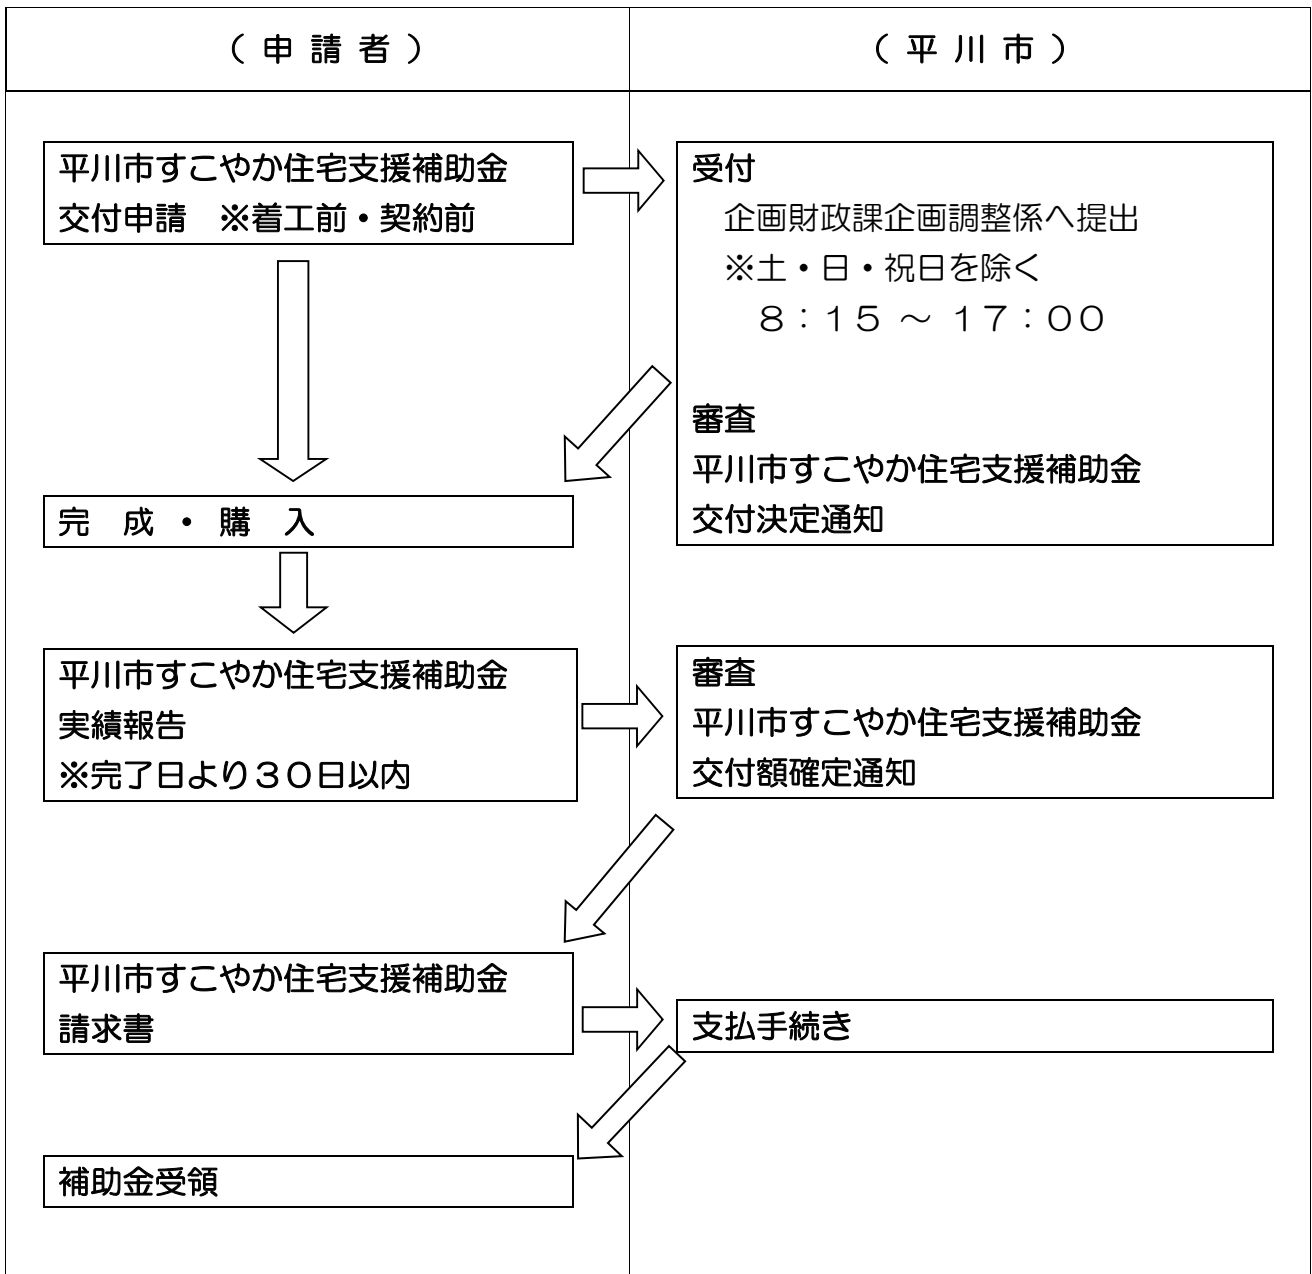 （申請者）
（平川市）
平川市すこやか住宅支援補助金
交付申請　※着工前・契約前
受付
企画財政課企画調整係へ提出
※土・日・祝日を除く
８：１５ ～ １７：００
審査
平川市すこやか住宅支援補助金
交付決定通知
完　成 ・ 購　入
平川市すこやか住宅支援補助金
実績報告
※完了日より３０日以内
審査
平川市すこやか住宅支援補助金
交付額確定通知
平川市すこやか住宅支援補助金
請求書
支払手続き
補助金受領